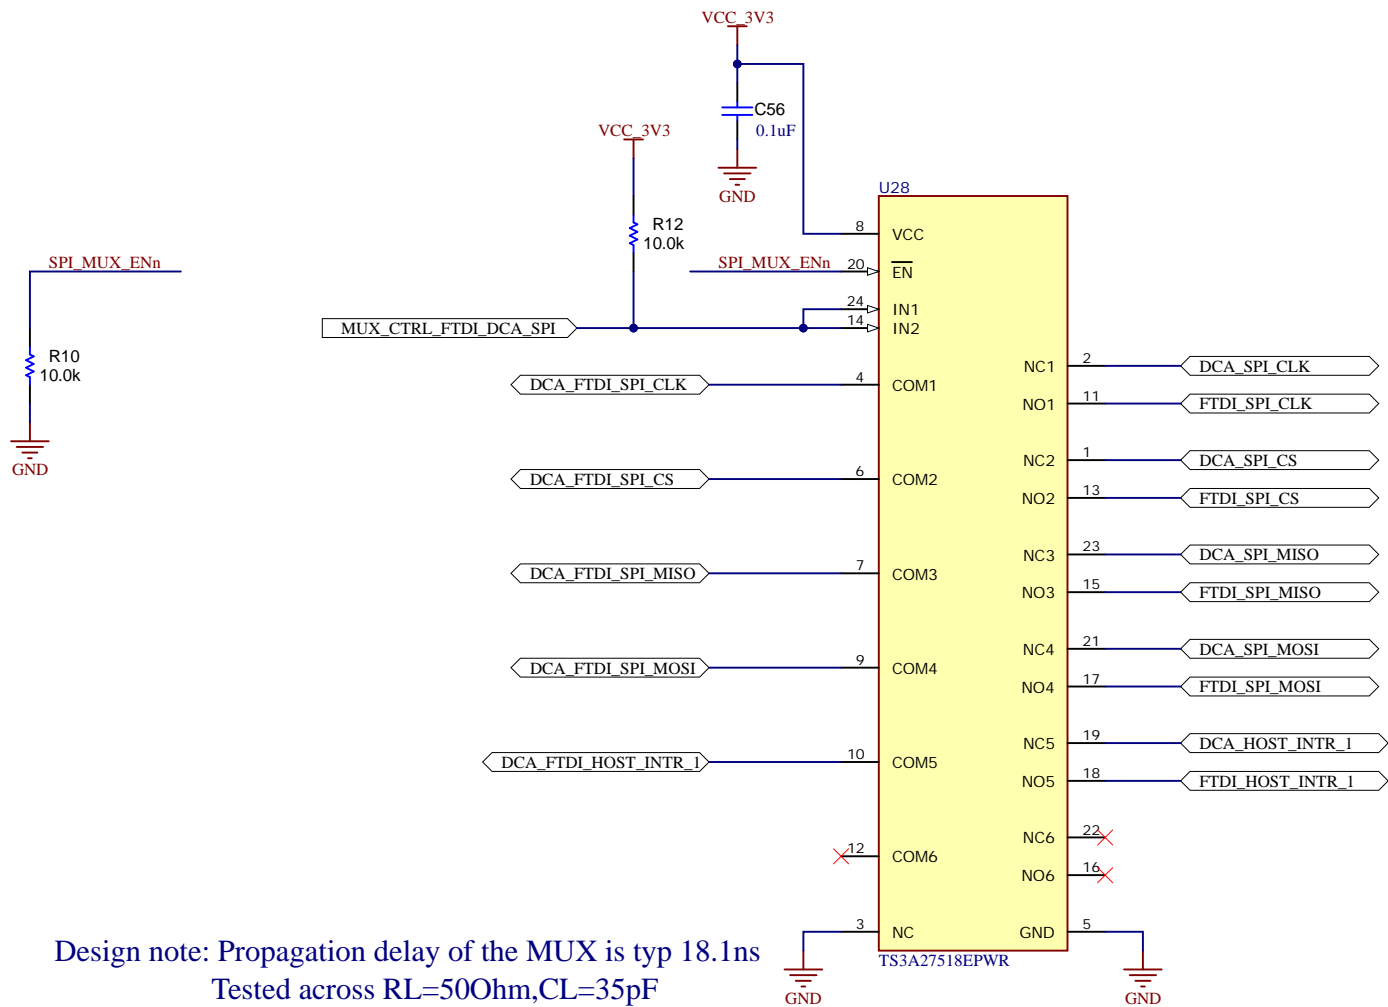 VCC_3V3
C56
0.1uF
VCC_3V3
GND
U28
R12
10.0k
8 VCC
SPI_MUX_ENn
SPI_MUX_ENn
20 EN
24 IN1
MUX_CTRL_FTDI_DCA_SPI
14 IN2
R10
10.0k
NC1 2 DCA_SPI_CLK
DCA_FTDI_SPI_CLK 4 COM1
NO1 11 FTDI_SPI_CLK
GND
NC2 1 DCA_SPI_CS
DCA_FTDI_SPI_CS 6 COM2
NO2 13 FTDI_SPI_CS
NC3 23 DCA_SPI_MISO
DCA_FTDI_SPI_MISO 7 COM3
NO3 15 FTDI_SPI_MISO
NC4 21 DCA_SPI_MOSI
DCA_FTDI_SPI_MOSI 9 COM4
NO4 17 FTDI_SPI_MOSI
NC5 19 DCA_HOST_INTR_1
DCA_FTDI_HOST_INTR_1 10 COM5
NO5 18 FTDI_HOST_INTR_1
NC6 22
12 COM6
NO6 16
3 NC
GND 5
TS3A27518EPWR
GND
GND
Design note: Propagation delay of the MUX is typ 18.1ns
Tested across RL=50Ohm,CL=35pF